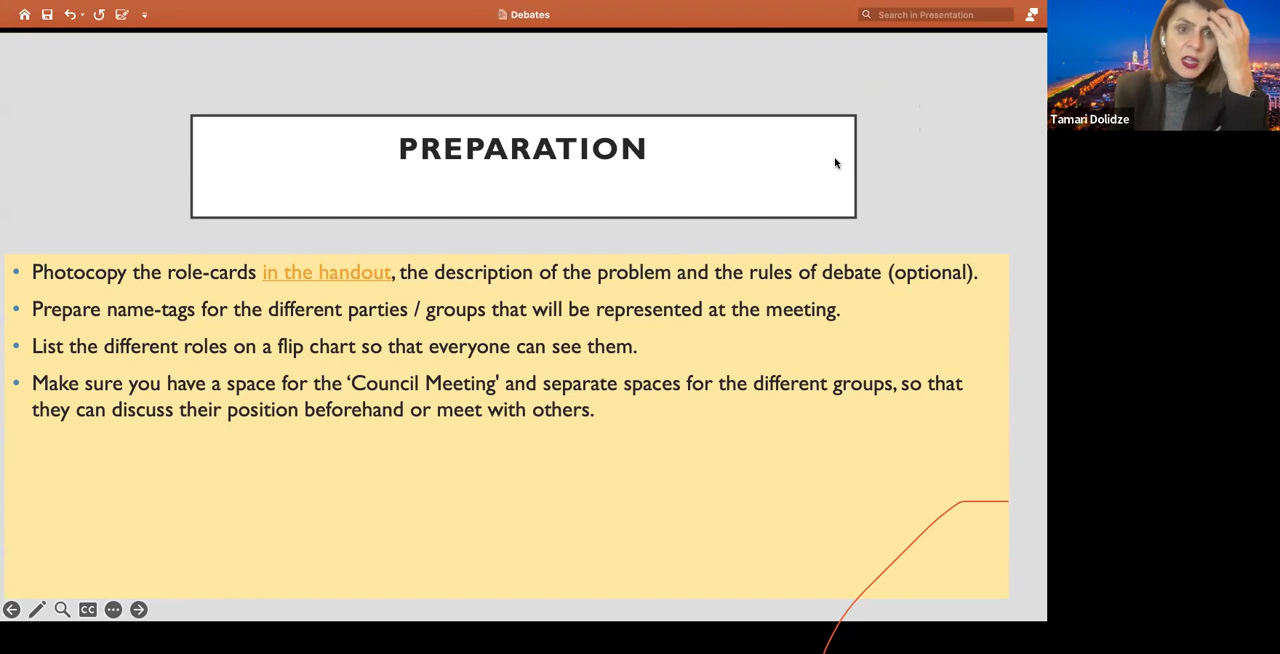 Debates
Search in Presentation
Tamari Dolidze
PREPARATION
• Photocopy the role-cards in the handout, the description of the problem and the rules of debate (optional).
• Prepare name-tags for the different parties / groups that will be represented at the meeting.
• List the different roles on a flip chart so that everyone can see them.
• Make sure you have a space for the ‘Council Meeting' and separate spaces for the different groups, so that
they can discuss their position beforehand or meet with others.
CC